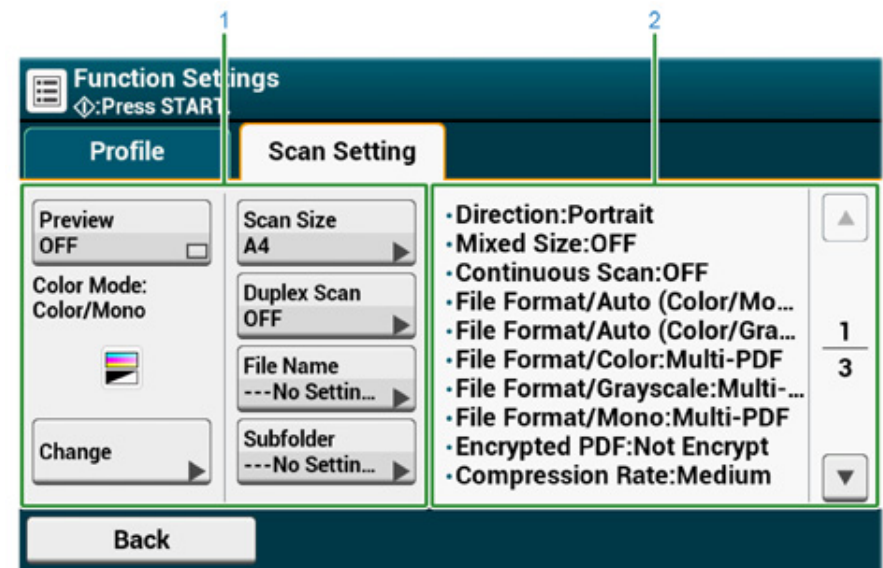 1
2
Function Settings
:Press START.
Profile
Scan Setting
Preview
OFF
Color Mode:
Color/Mono
Change
Scan Size
A4
Duplex Scan
OFF
File Name
---No Settin...
Subfolder
---No Settin...
•Direction:Portrait
•Mixed Size:OFF
•Continuous Scan:OFF
•File Format/Auto (Color/Mo...
•File Format/Auto (Color/Gra...
•File Format/Color:Multi-PDF
•File Format/Grayscale:Multi-...
•File Format/Mono:Multi-PDF
•Encrypted PDF:Not Encrypt
•Compression Rate:Medium
1
3
Back